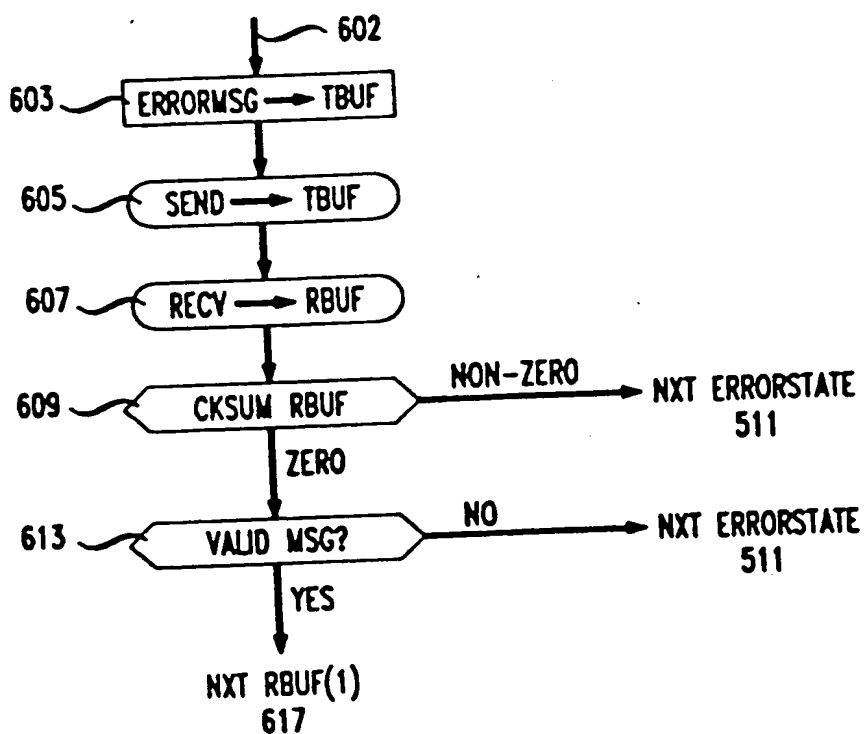 602
603 ERRORMSG → TBUF
605 SEND → TBUF
607 RECV → RBUF
609 CKSUM RBUF NON-ZERO NXT ERRORSTATE
511
ZERO
613 VALID MSG? NO NXT ERRORSTATE
511
YES
NXT RBUF(1)
617